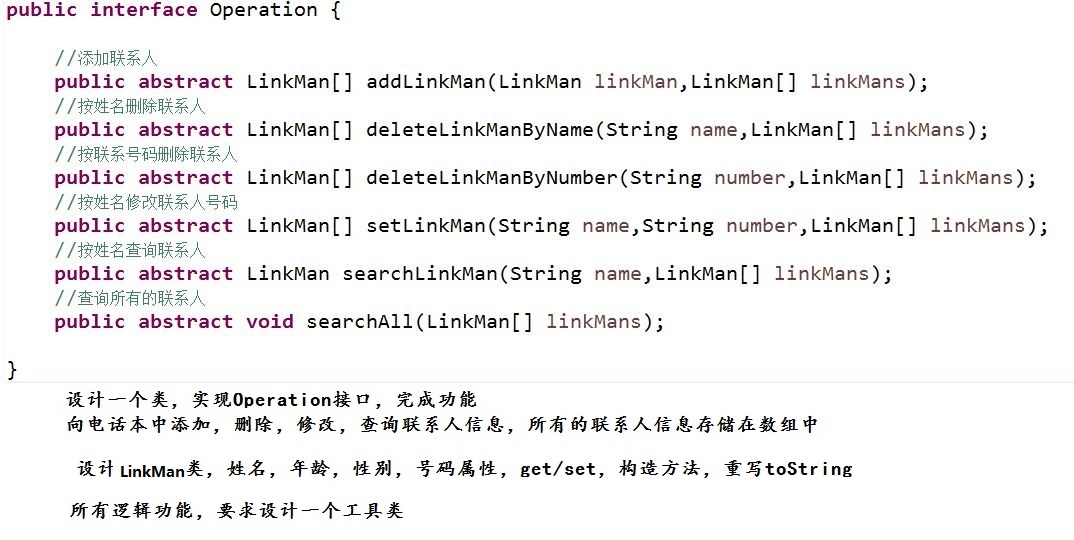 public interface Operation {
//添加联系人
public abstract LinkMan[] addLinkMan(LinkMan linkMan,LinkMan[] linkMans);
//按姓名删除联系人
public abstract LinkMan[] deleteLinkManByName(String name,LinkMan[] linkMans);
//按联系号码删除联系人
public abstract LinkMan[] deleteLinkManByNumber(String number,LinkMan[] linkMans);
//按姓名修改联系人号码
public abstract LinkMan[] setLinkMan(String name,String number,LinkMan[] linkMans);
//按姓名查询联系人
public abstract LinkMan searchLinkMan(String name,LinkMan[] linkMans);
//查询所有的联系人
public abstract void searchAll(LinkMan[] linkMans);
}
设计一个类，实现Operation接口，完成功能
向电话本中添加，删除，修改，查询联系人信息，所有的联系人信息存储在数组中
设计LinkMan类，姓名，年龄，性别，号码属性，get/set，构造方法，重写toString
所有逻辑功能，要求设计一个工具类